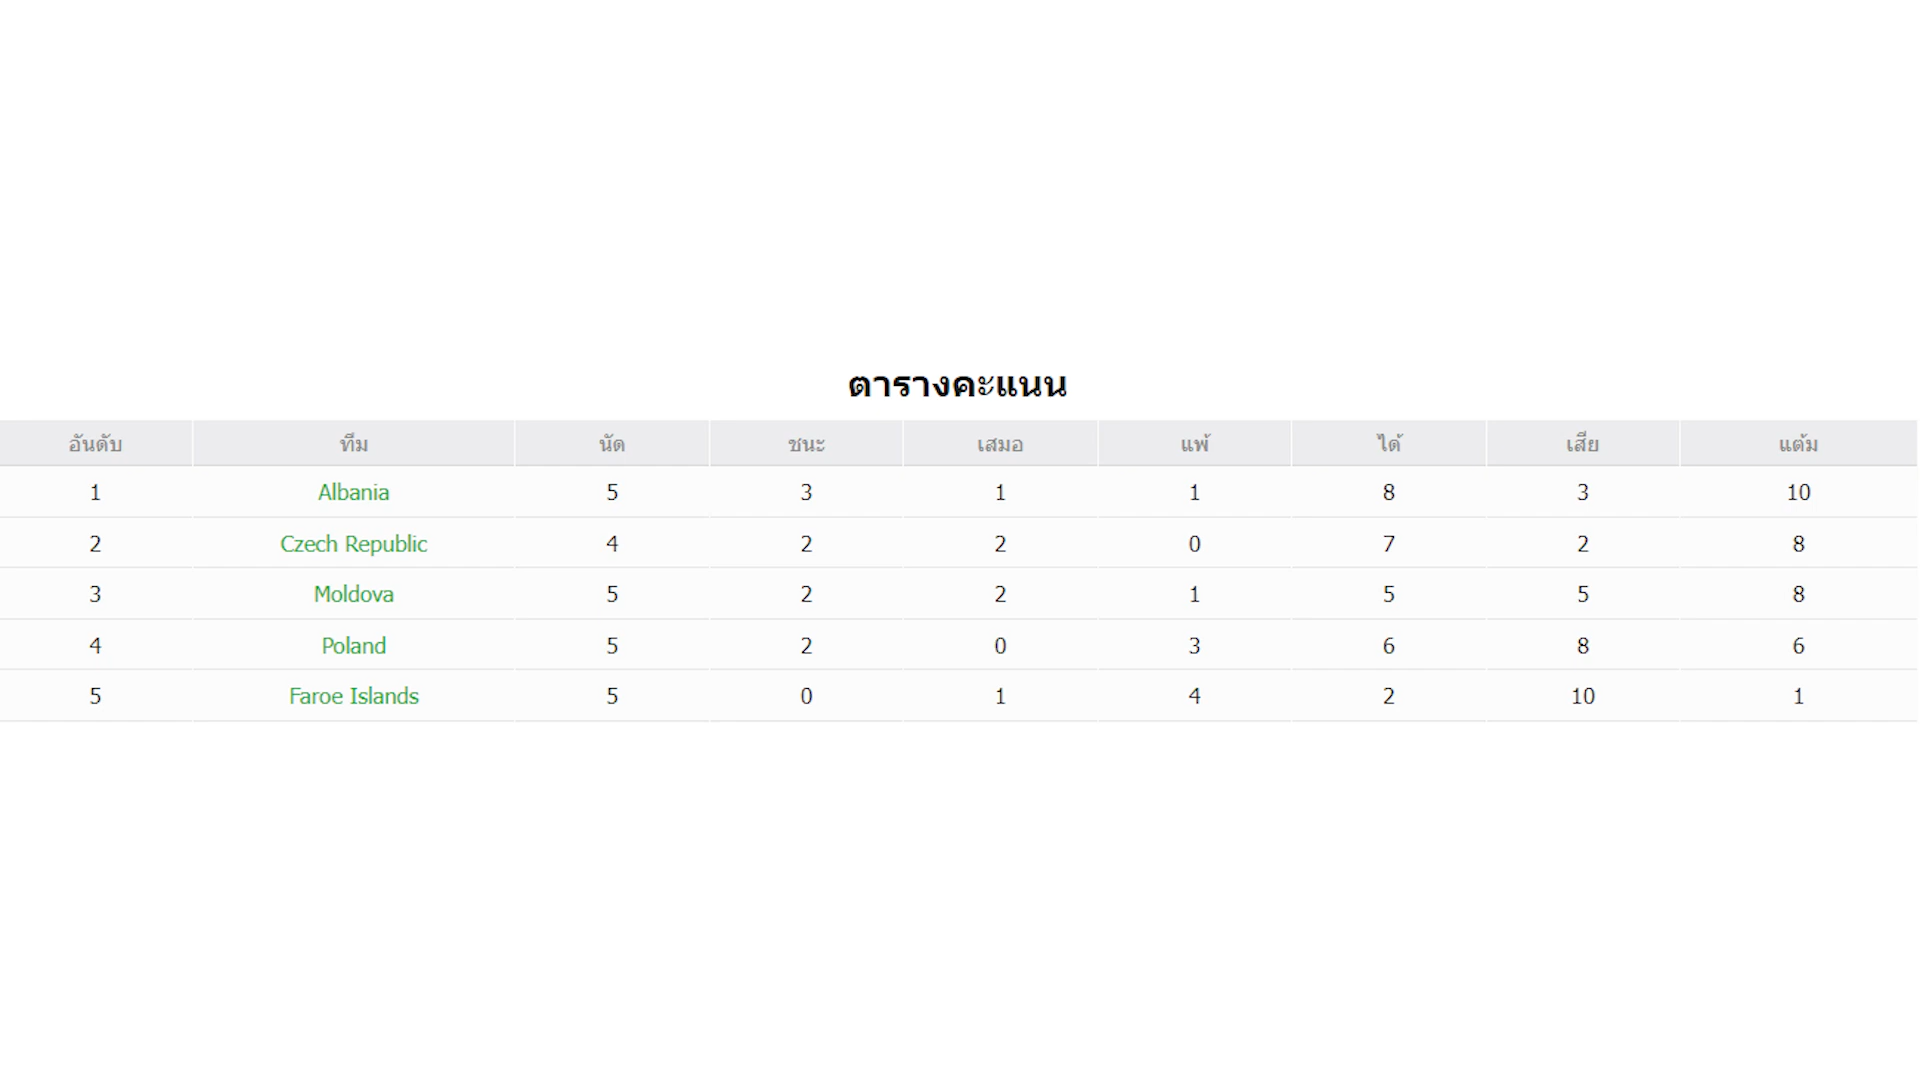 ตารางคะแนน
อันดับ ทีม นัด ชนะ เสมอ แพ้ ได้ เสีย แต้ม
1 Albania 5 3 1 1 8 3 10
2 Czech Republic 4 2 2 0 7 2 8
3 Moldova 5 2 2 1 5 5 8
4 Poland 5 2 0 3 6 8 6
5 Faroe Islands 5 0 1 4 2 10 1